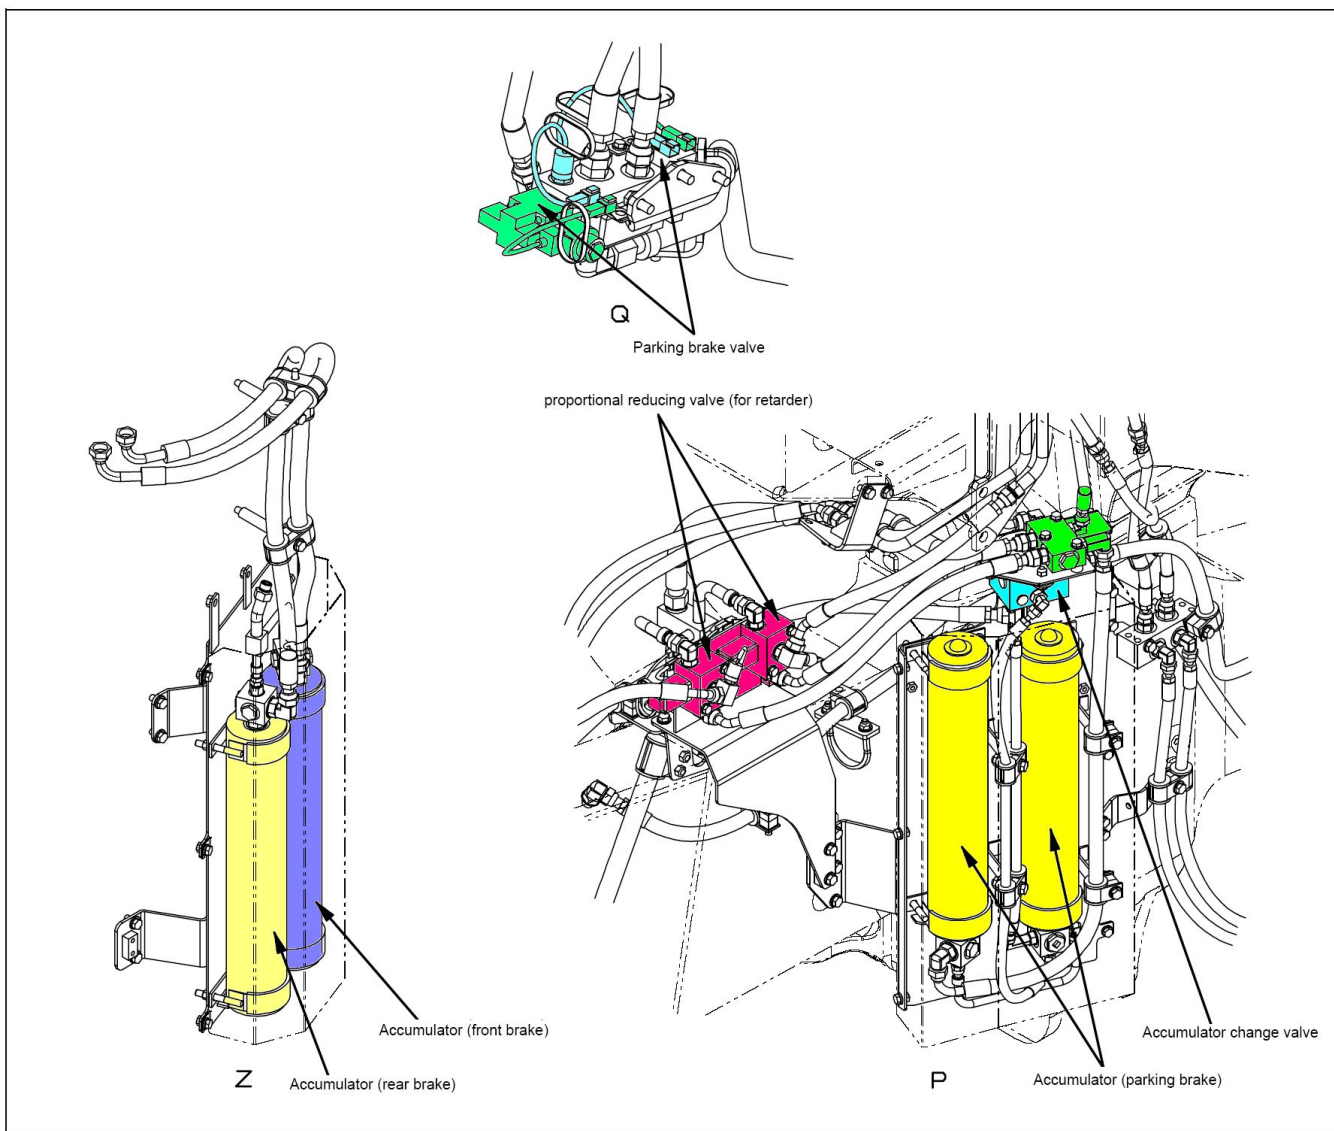 Q
Parking brake valve
proportional reducing valve (for retarder)
Accumulator (front brake)
Accumulator change valve
Z
Accumulator (rear brake)
P
Accumulator (parking brake)